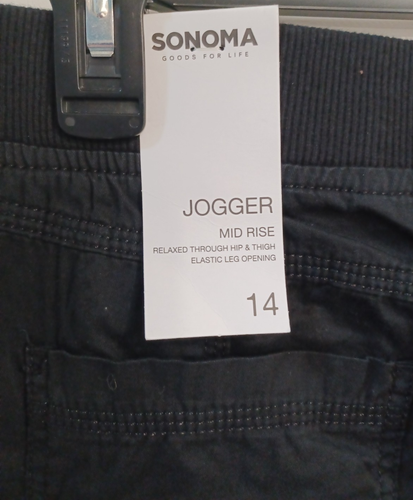 SONOMA
GOODS FOR LIFE
JOGGER
MID RISE
RELAXED THROUGH HIP & THIGH
ELASTIC LEG OPENING
14